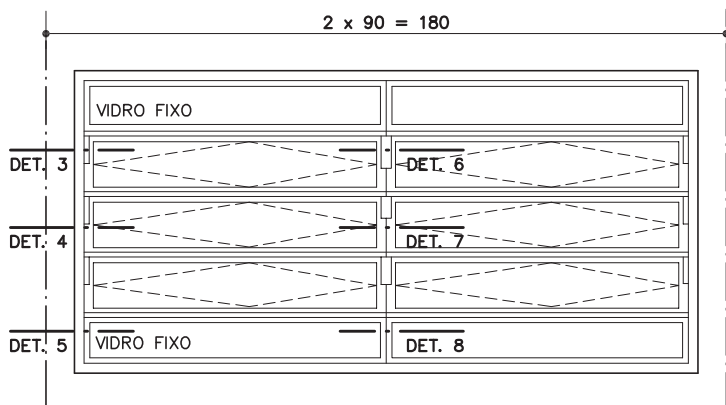 2 x 90 = 180
VIDRO FIXO
DET. 3
DET. 6
DET. 4
DET. 7
DET. 5
VIDRO FIXO
DET. 8